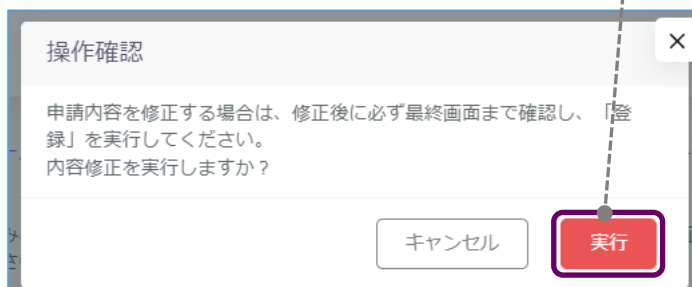 操作確認
申請内容を修正する場合は、修正後に必ず最終画面まで確認し、「登
録」を実行してください。
内容修正を実行しますか？
キャンセル
実行